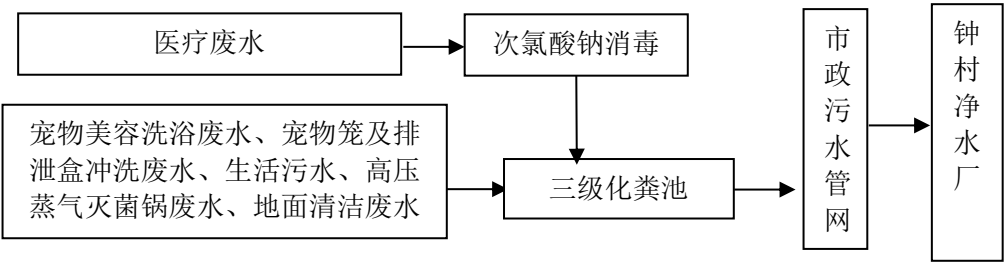 医疗废水
次氯酸钠消毒
宠物美容洗浴废水、宠物笼及排
泄盒冲洗废水、生活污水、高压
蒸气灭菌锅废水、地面清洁废水
三级化粪池
市政污水管网
钟村净水厂